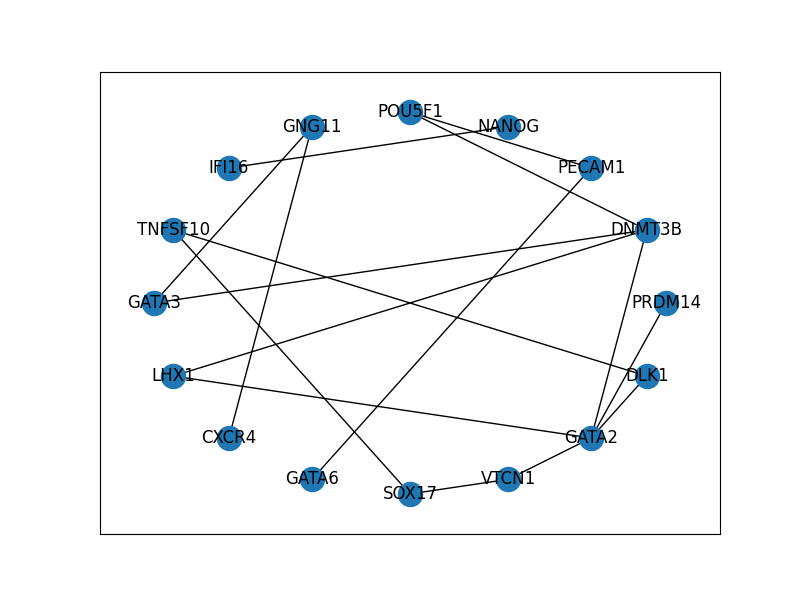 POU5F1
GNG11
NANOG
IFI16
PECAM1
TNFSF10
DNMT3B
GATA3
PRDM14
LHX1
DLK1
CXCR4
GATA2
GATA6
VTCN1
SOX17